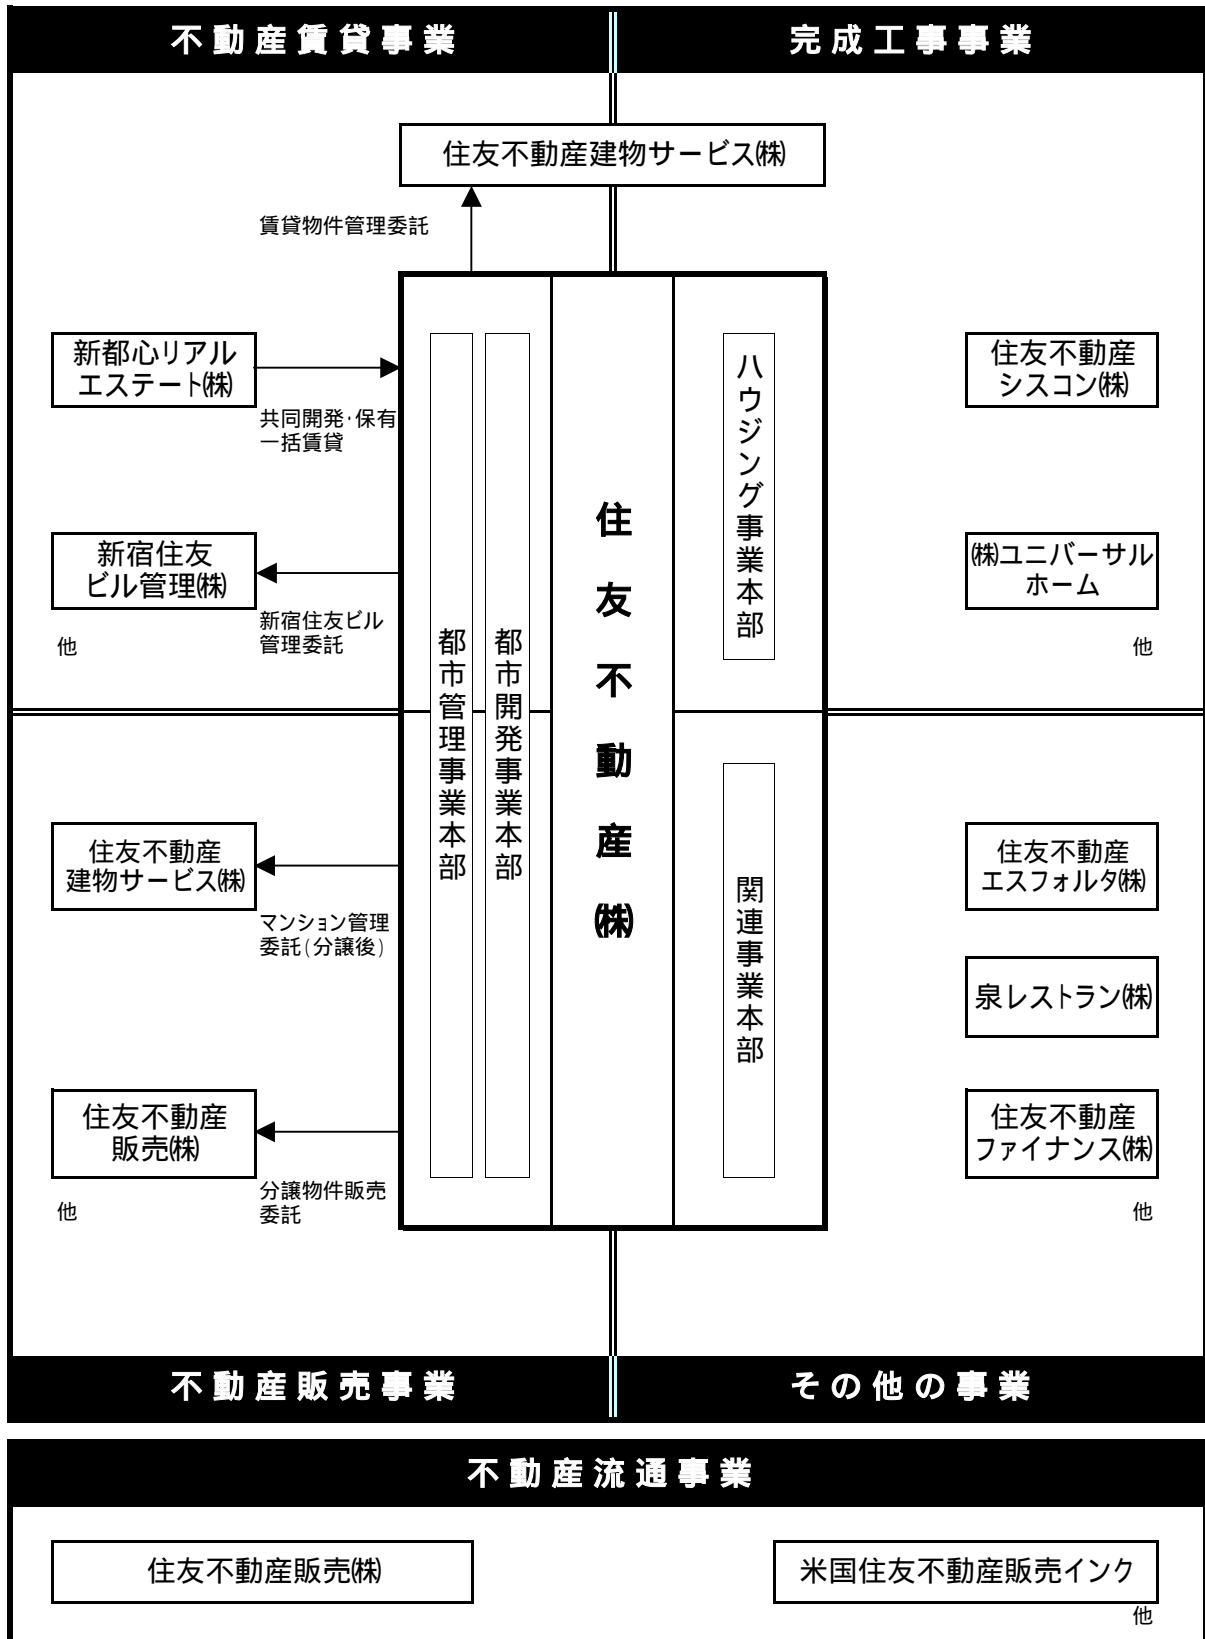 不動産賃貸事業
完成工事事業
住友不動産建物サービス㈱
賃貸物件管理委託
新都心リアル
エステート㈱
共同開発・保有
一括賃貸
新宿住友
ビル管理㈱
新宿住友ビル
管理委託
他
都市管理事業本部
都市開発事業本部
住友不動産㈱
ハウジング事業本部
関連事業本部
住友不動産
シスコン㈱
㈱ユニバーサル
ホーム
他
住友不動産
建物サービス㈱
マンション管理
委託(分譲後)
住友不動産
販売㈱
分譲物件販売
委託
他
住友不動産
エスフォルタ㈱
泉レストラン㈱
住友不動産
ファイナンス㈱
他
不動産販売事業
その他の事業
不動産流通事業
住友不動産販売㈱
米国住友不動産販売インク
他